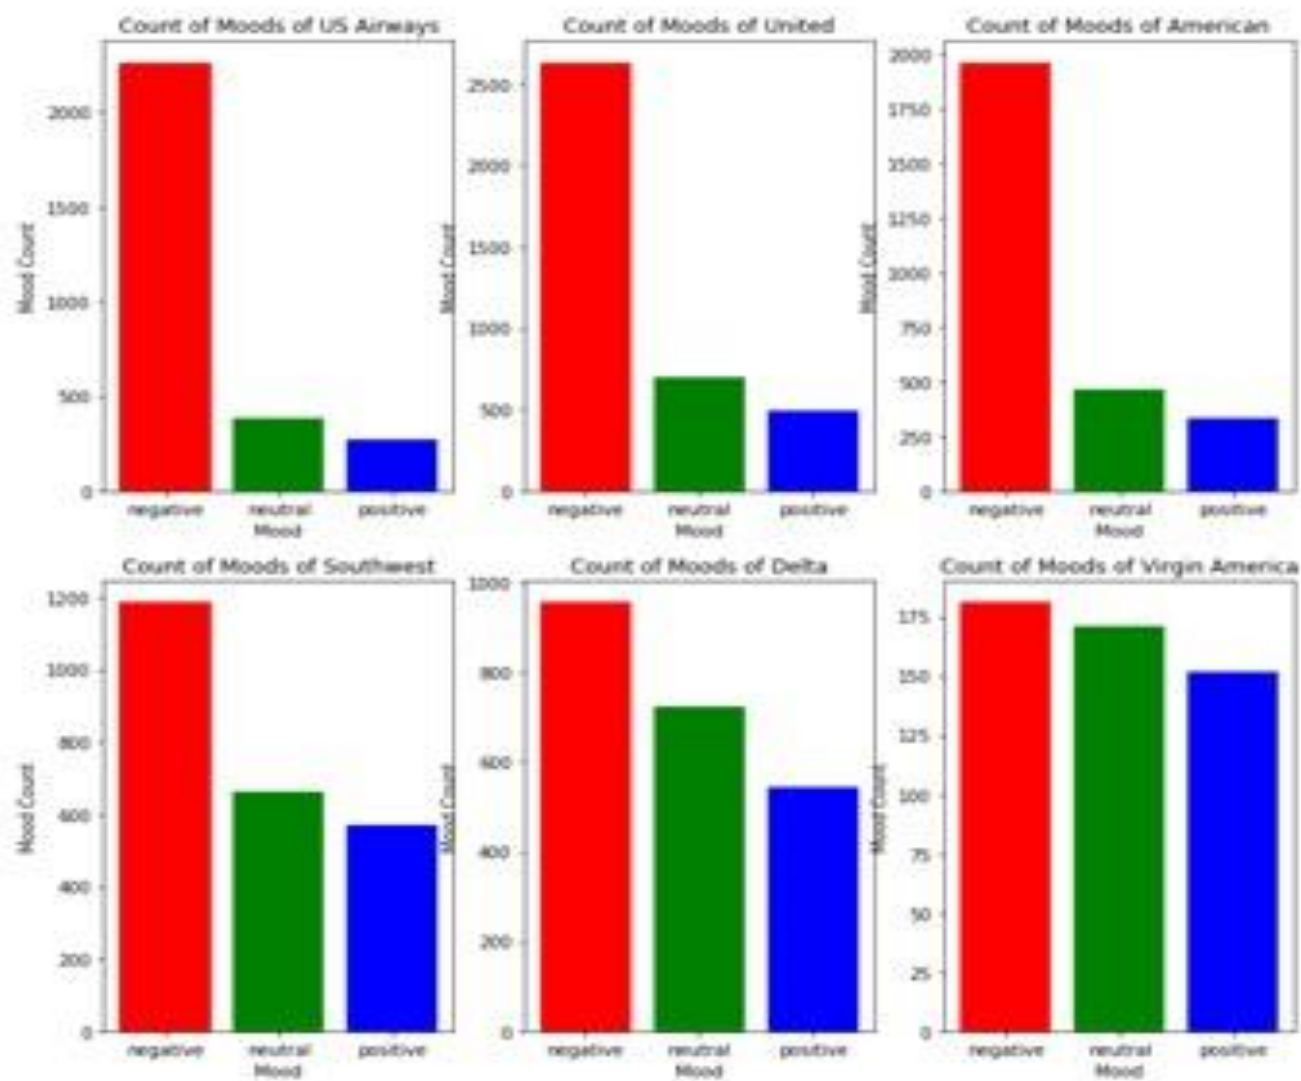 Count of Moods of US Airways
Mood Count
2000
1500
1000
500
0
negative neutral positive
Mood
Count of Moods of United
Mood Count
2500
2000
1500
1000
500
0
negative neutral positive
Mood
Count of Moods of American
Mood Count
2000
1750
1500
1250
1000
750
500
250
0
negative neutral positive
Mood
Count of Moods of Southwest
Mood Count
1200
1000
800
600
400
200
0
negative neutral positive
Mood
Count of Moods of Delta
Mood Count
1000
800
600
400
200
0
negative neutral positive
Mood
Count of Moods of Virgin America
Mood Count
175
150
125
100
75
50
25
0
negative neutral positive
Mood